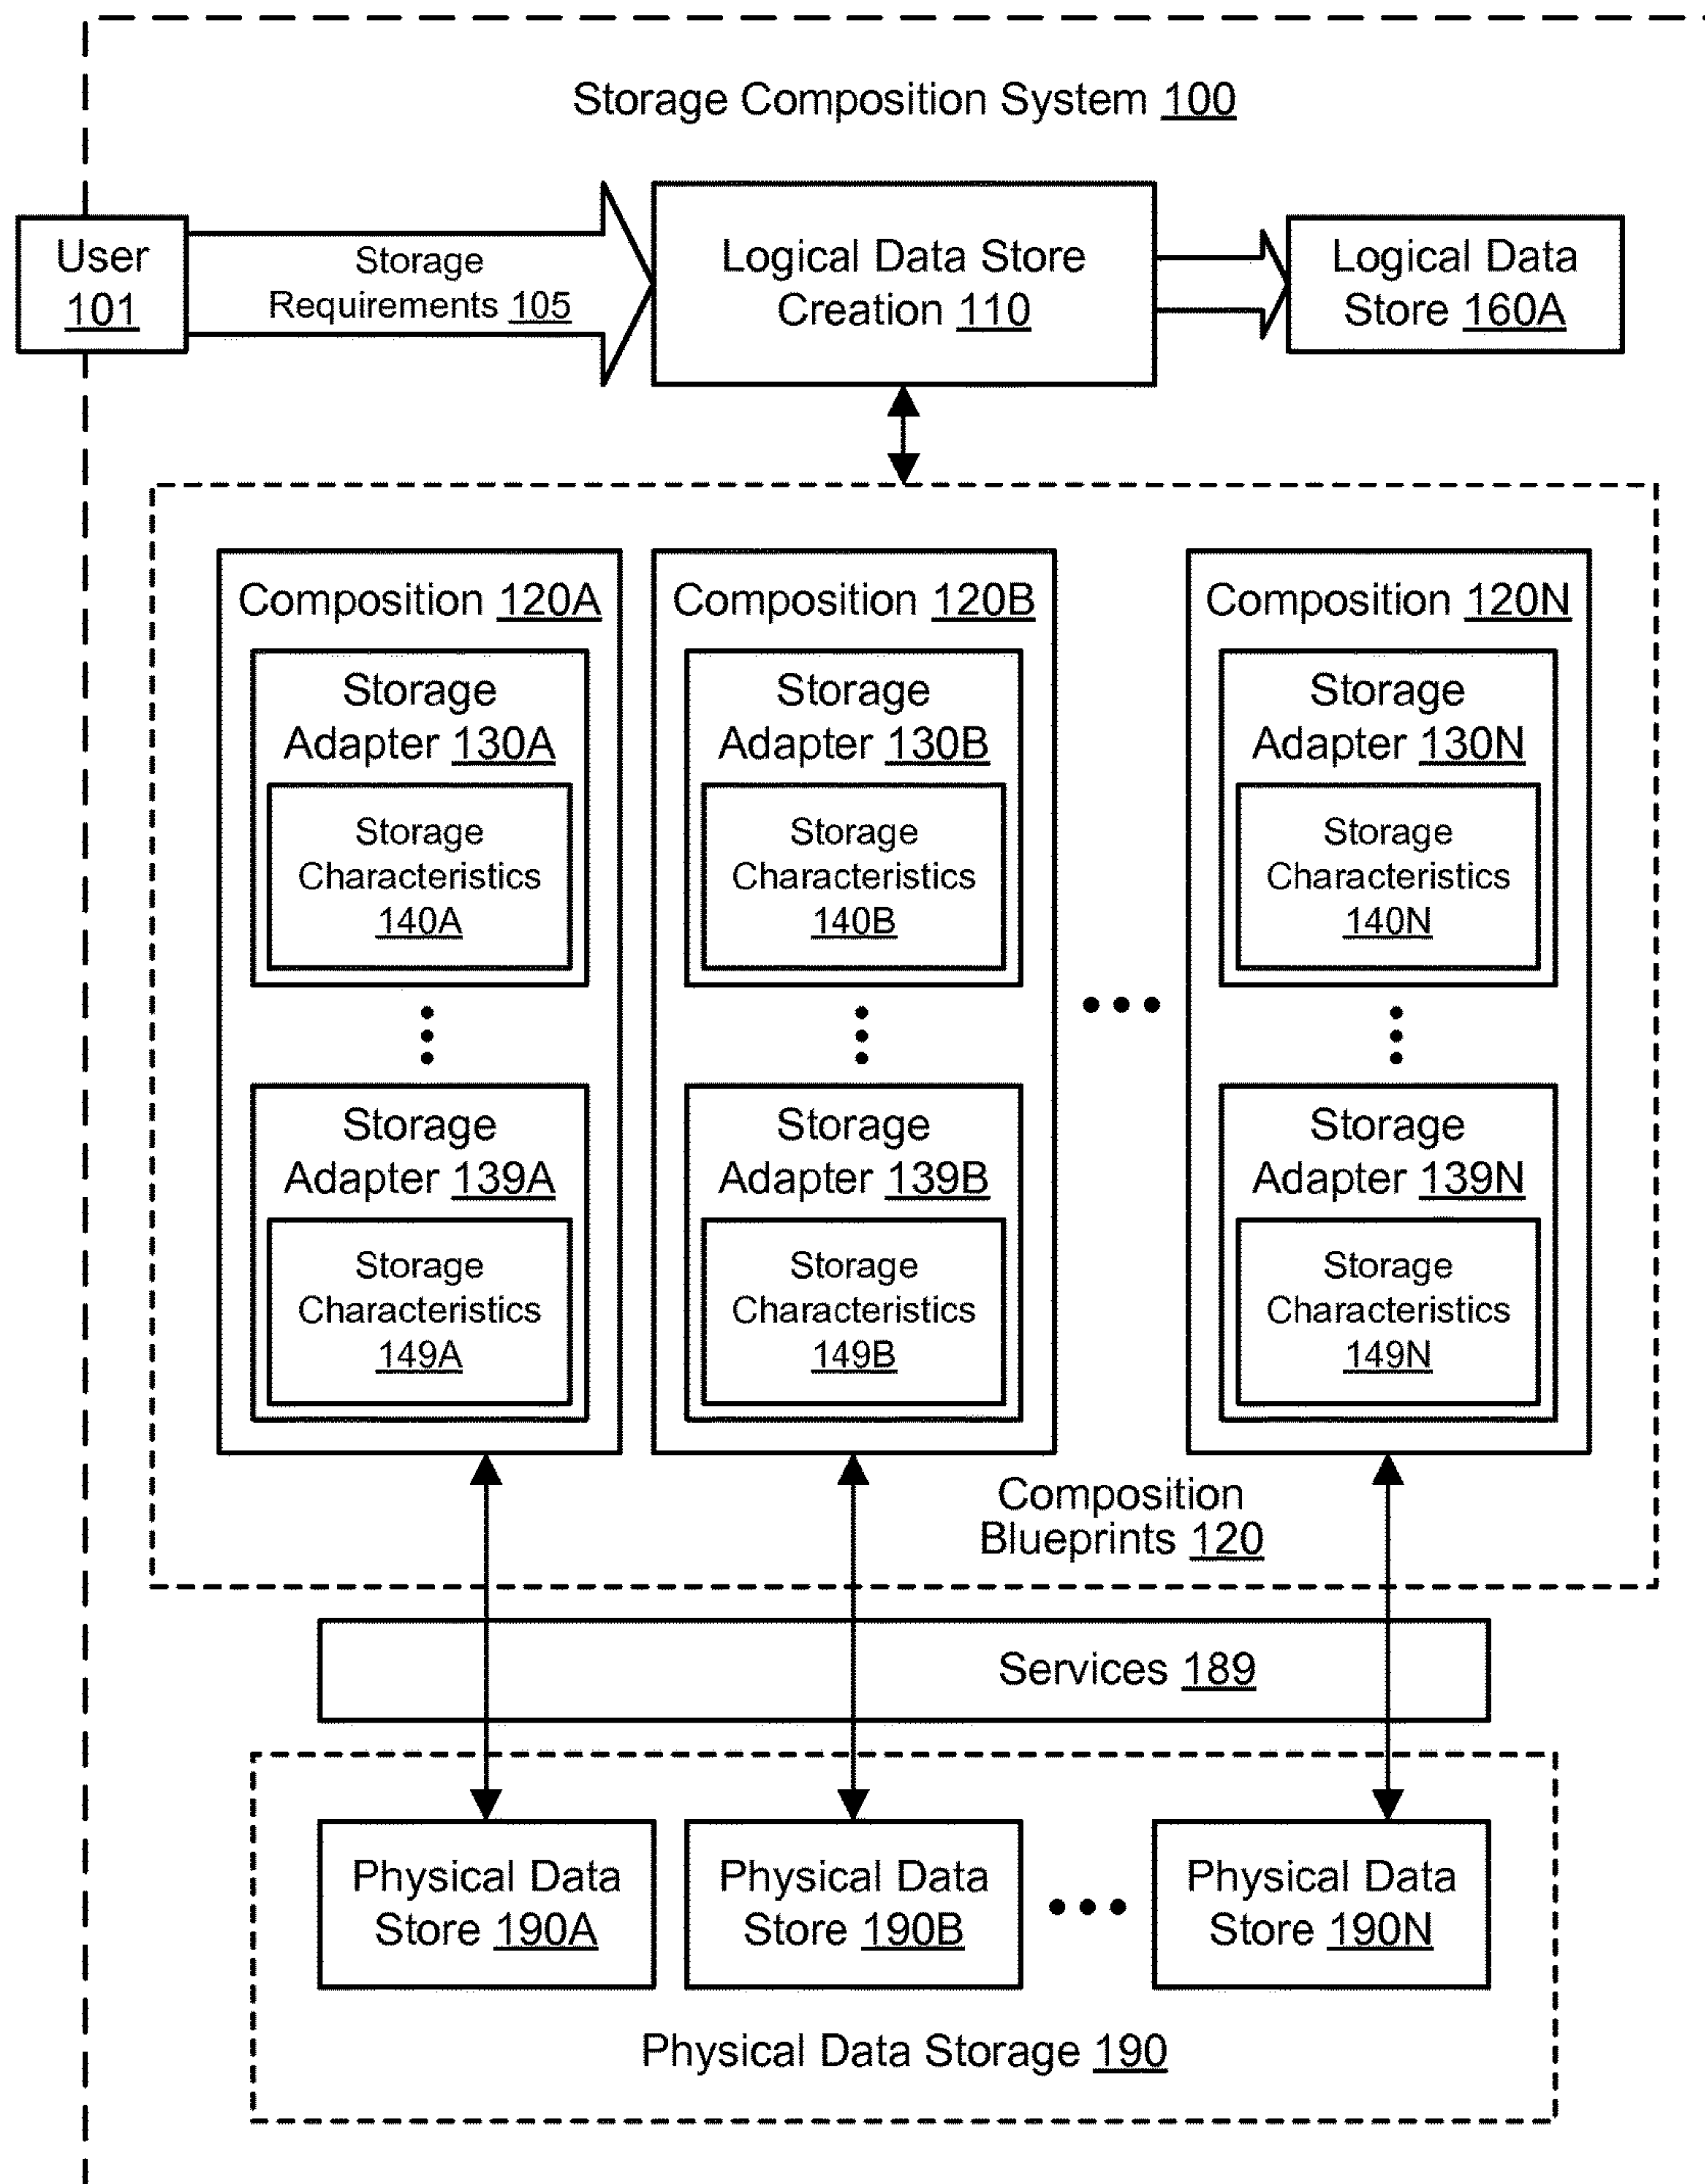 Storage Composition System 100
User
101
Storage
Requirements 105
Logical Data Store
Creation 110
Logical Data
Store 160A
Composition 120A
Storage
Adapter 130A
Storage
Characteristics
140A
Storage
Adapter 139A
Storage
Characteristics
149A
Composition 120B
Storage
Adapter 130B
Storage
Characteristics
140B
Storage
Adapter 139B
Storage
Characteristics
149B
Composition 120N
Storage
Adapter 130N
Storage
Characteristics
140N
Storage
Adapter 139N
Storage
Characteristics
149N
Composition
Blueprints 120
Services 189
Physical Data
Store 190A
Physical Data
Store 190B
Physical Data
Store 190N
Physical Data Storage 190